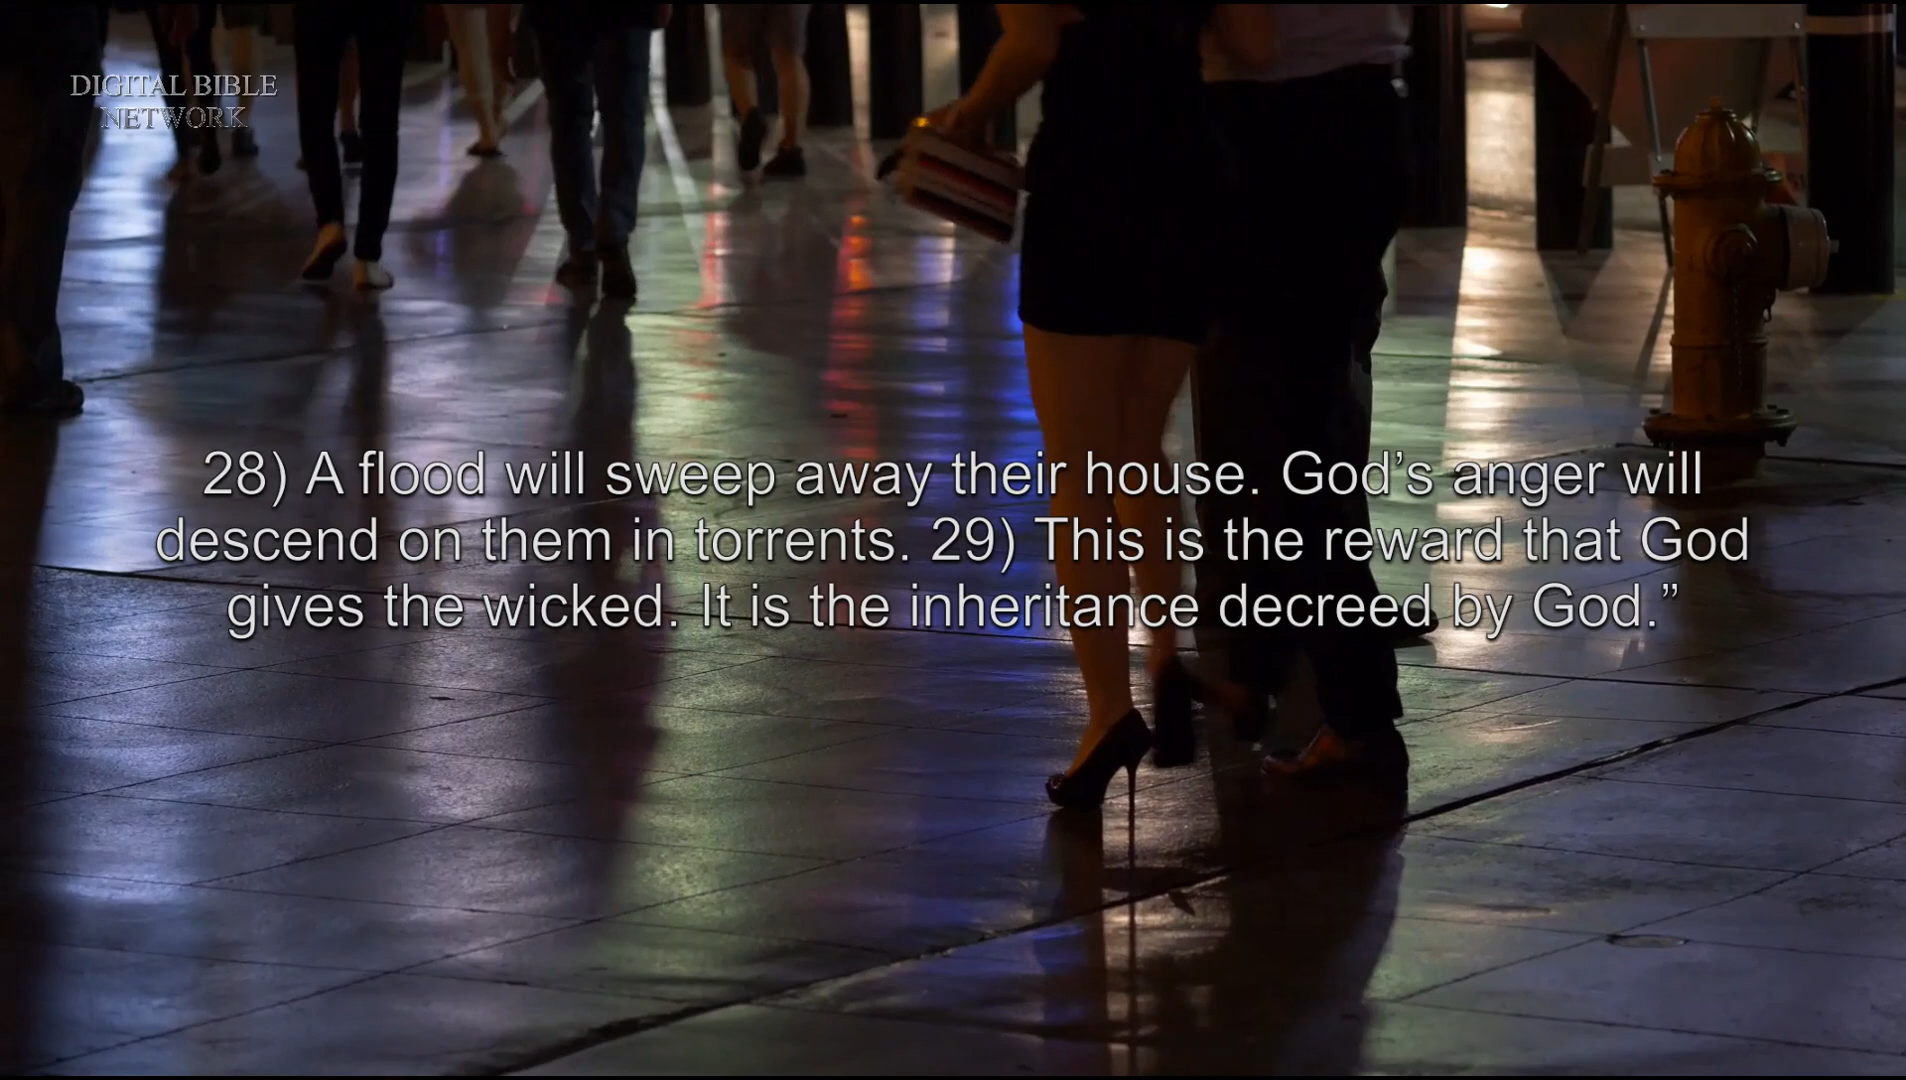 DIGITAL BIBLE
NETWORK
28) A flood will sweep away their house. God’s anger will
descend on them in torrents. 29) This is the reward that God
gives the wicked. It is the inheritance decreed by God.”